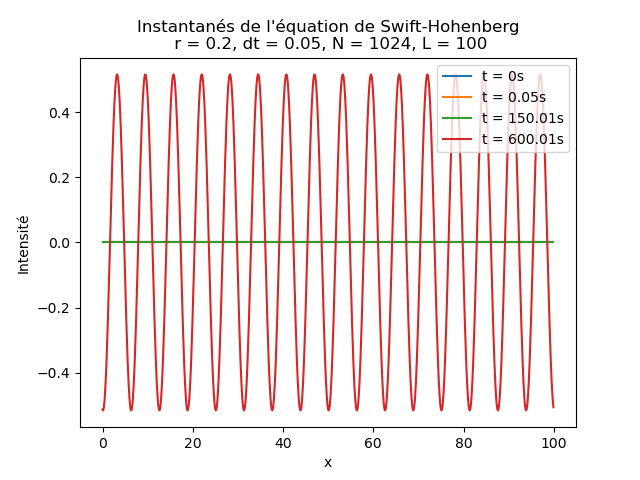 Instantanés de l'équation de Swift-Hohenberg
r = 0.2, dt = 0.05, N = 1024, L = 100
t = 0s
t = 0.05s
t = 150.01s
t = 600.01s
Intensité
0.4
0.2
0.0
−0.2
−0.4
0 20 40 60 80 100
x